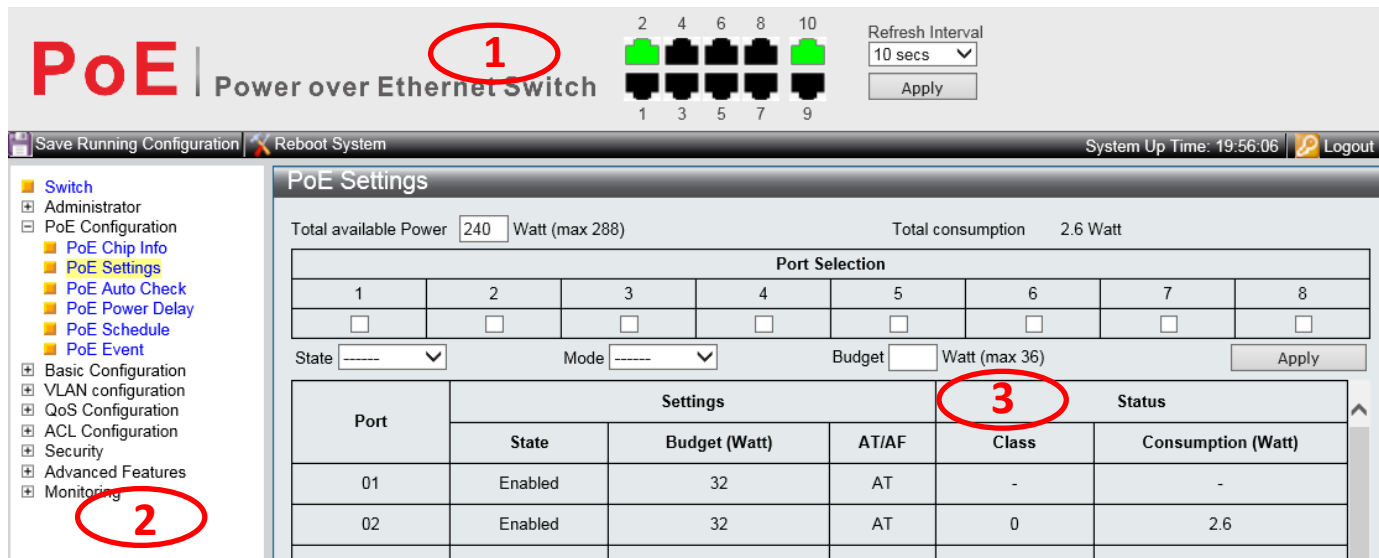 2 4 6 8 10
Refresh Interval
10 secs
PoE | Power over Ethernet Switch
1
Apply
1 3 5 7 9
Save Running Configuration Reboot System System Up Time: 19:56:06 Logout
Switch
Administrator
PoE Configuration
PoE Chip Info
PoE Settings
PoE Auto Check
PoE Power Delay
PoE Schedule
PoE Event
Basic Configuration
VLAN configuration
QoS Configuration
ACL Configuration
Security
Advanced Features
Monitoring
2
PoE Settings
Total available Power 240 Watt (max 288) Total consumption 2.6 Watt
Port Selection
1 2 3 4 5 6 7 8
State ------ Mode ------ Budget Watt (max 36) Apply
Port Settings 3 Status
State Budget (Watt) AT/AF Class Consumption (Watt)
01 Enabled 32 AT - -
02 Enabled 32 AT 0 2.6